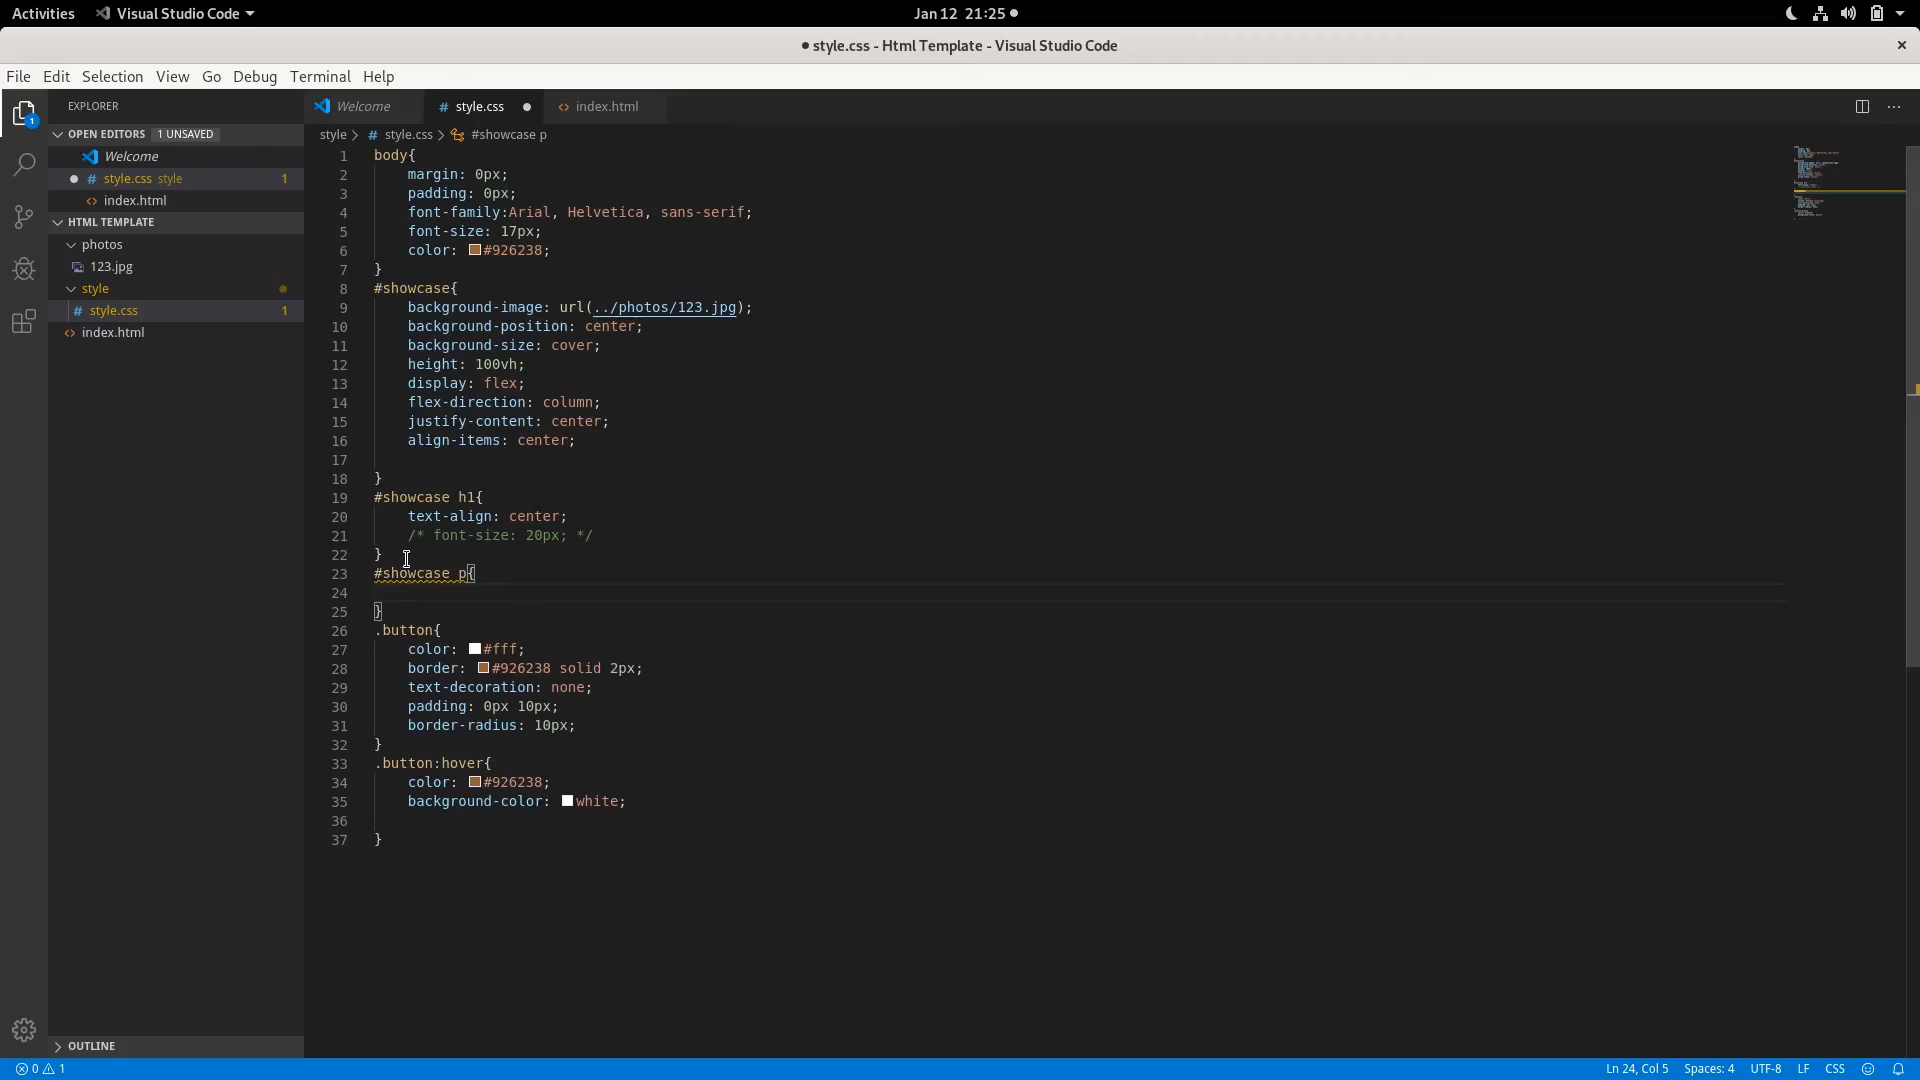 Activities Visual Studio Code Jan 12 21:25
● style.css - Html Template - Visual Studio Code
File Edit Selection View Go Debug Terminal Help
EXPLORER
OPEN EDITORS 1 UNSAVED
Welcome
style.css style 1
index.html
HTML TEMPLATE
photos
123.jpg
style
style.css 1
index.html
OUTLINE
1
Welcome # style.css ● <> index.html
style > # style.css > #showcase p
1 body{
2 margin: 0px;
3 padding: 0px;
4 font-family:Arial, Helvetica, sans-serif;
5 font-size: 17px;
6 color: #926238;
7 }
8 #showcase{
9 background-image: url(../photos/123.jpg);
10 background-position: center;
11 background-size: cover;
12 height: 100vh;
13 display: flex;
14 flex-direction: column;
15 justify-content: center;
16 align-items: center;
17
18 }
19 #showcase h1{
20 text-align: center;
21 /* font-size: 20px; */
22 }
23 #showcase p{
24
25 }
26 .button{
27 color: #fff;
28 border: #926238 solid 2px;
29 text-decoration: none;
30 padding: 0px 10px;
31 border-radius: 10px;
32 }
33 .button:hover{
34 color: #926238;
35 background-color: white;
36
37 }
0 1 Ln 24, Col 5 Spaces: 4 UTF-8 LF CSS